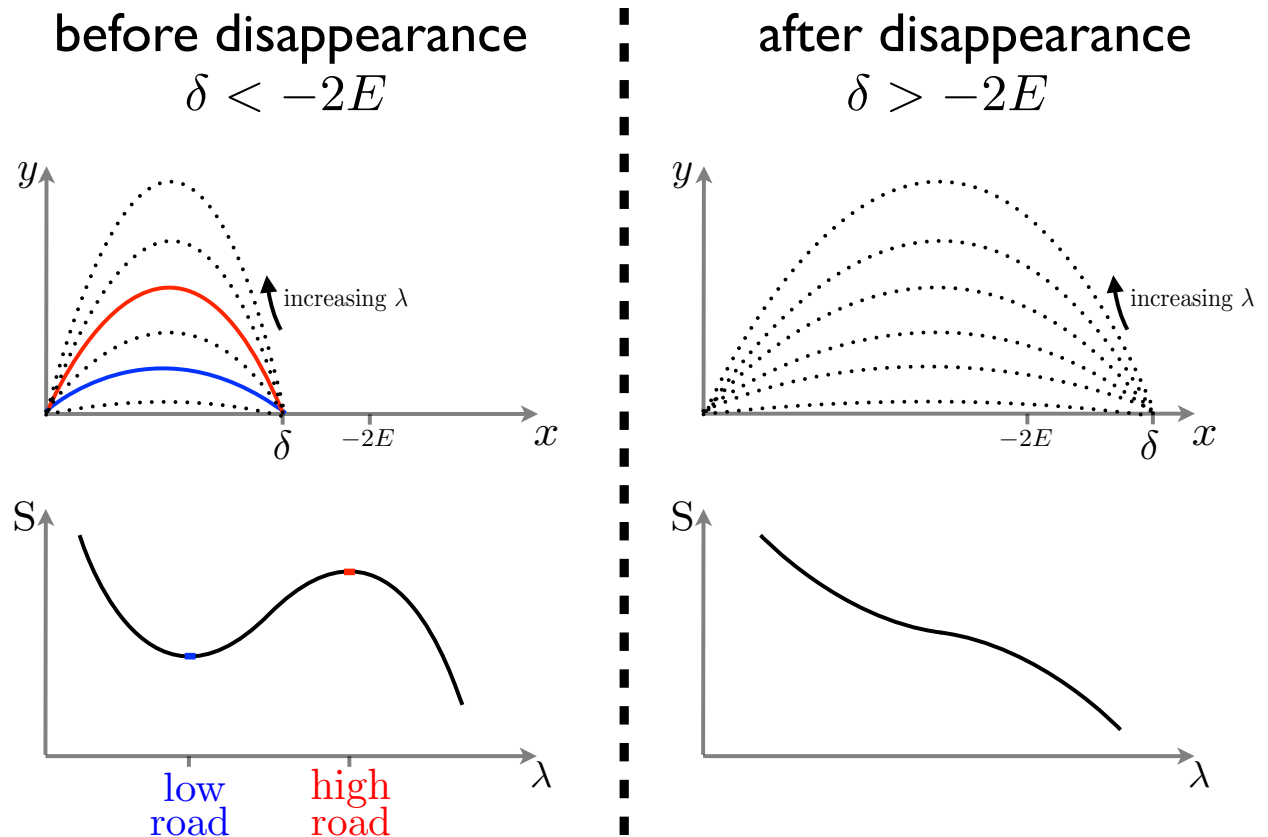 before disappearance
δ < −2E
y
increasing λ
δ
−2E
x
S
λ
low
road
high
road
after disappearance
δ > −2E
y
increasing λ
−2E
δ
x
S
λ